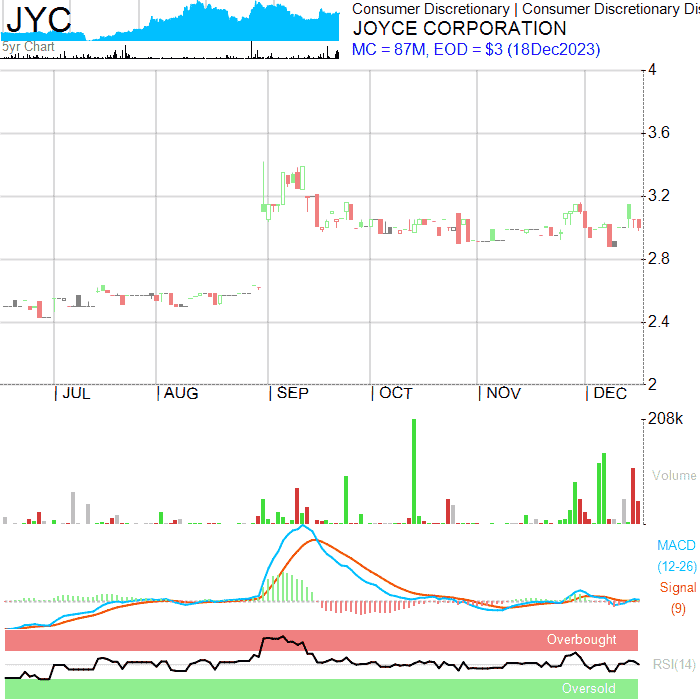 JYC
5yr Chart
Consumer Discretionary | Consumer Discretionary Dis
JOYCE CORPORATION
MC = 87M, EOD = $3 (18Dec2023)
4
3.6
3.2
2.8
2.4
2
| JUL | AUG | SEP | OCT | NOV | DEC
208k
Volume
MACD
(12-26)
Signal
(9)
Overbought
RSI(14)
Oversold